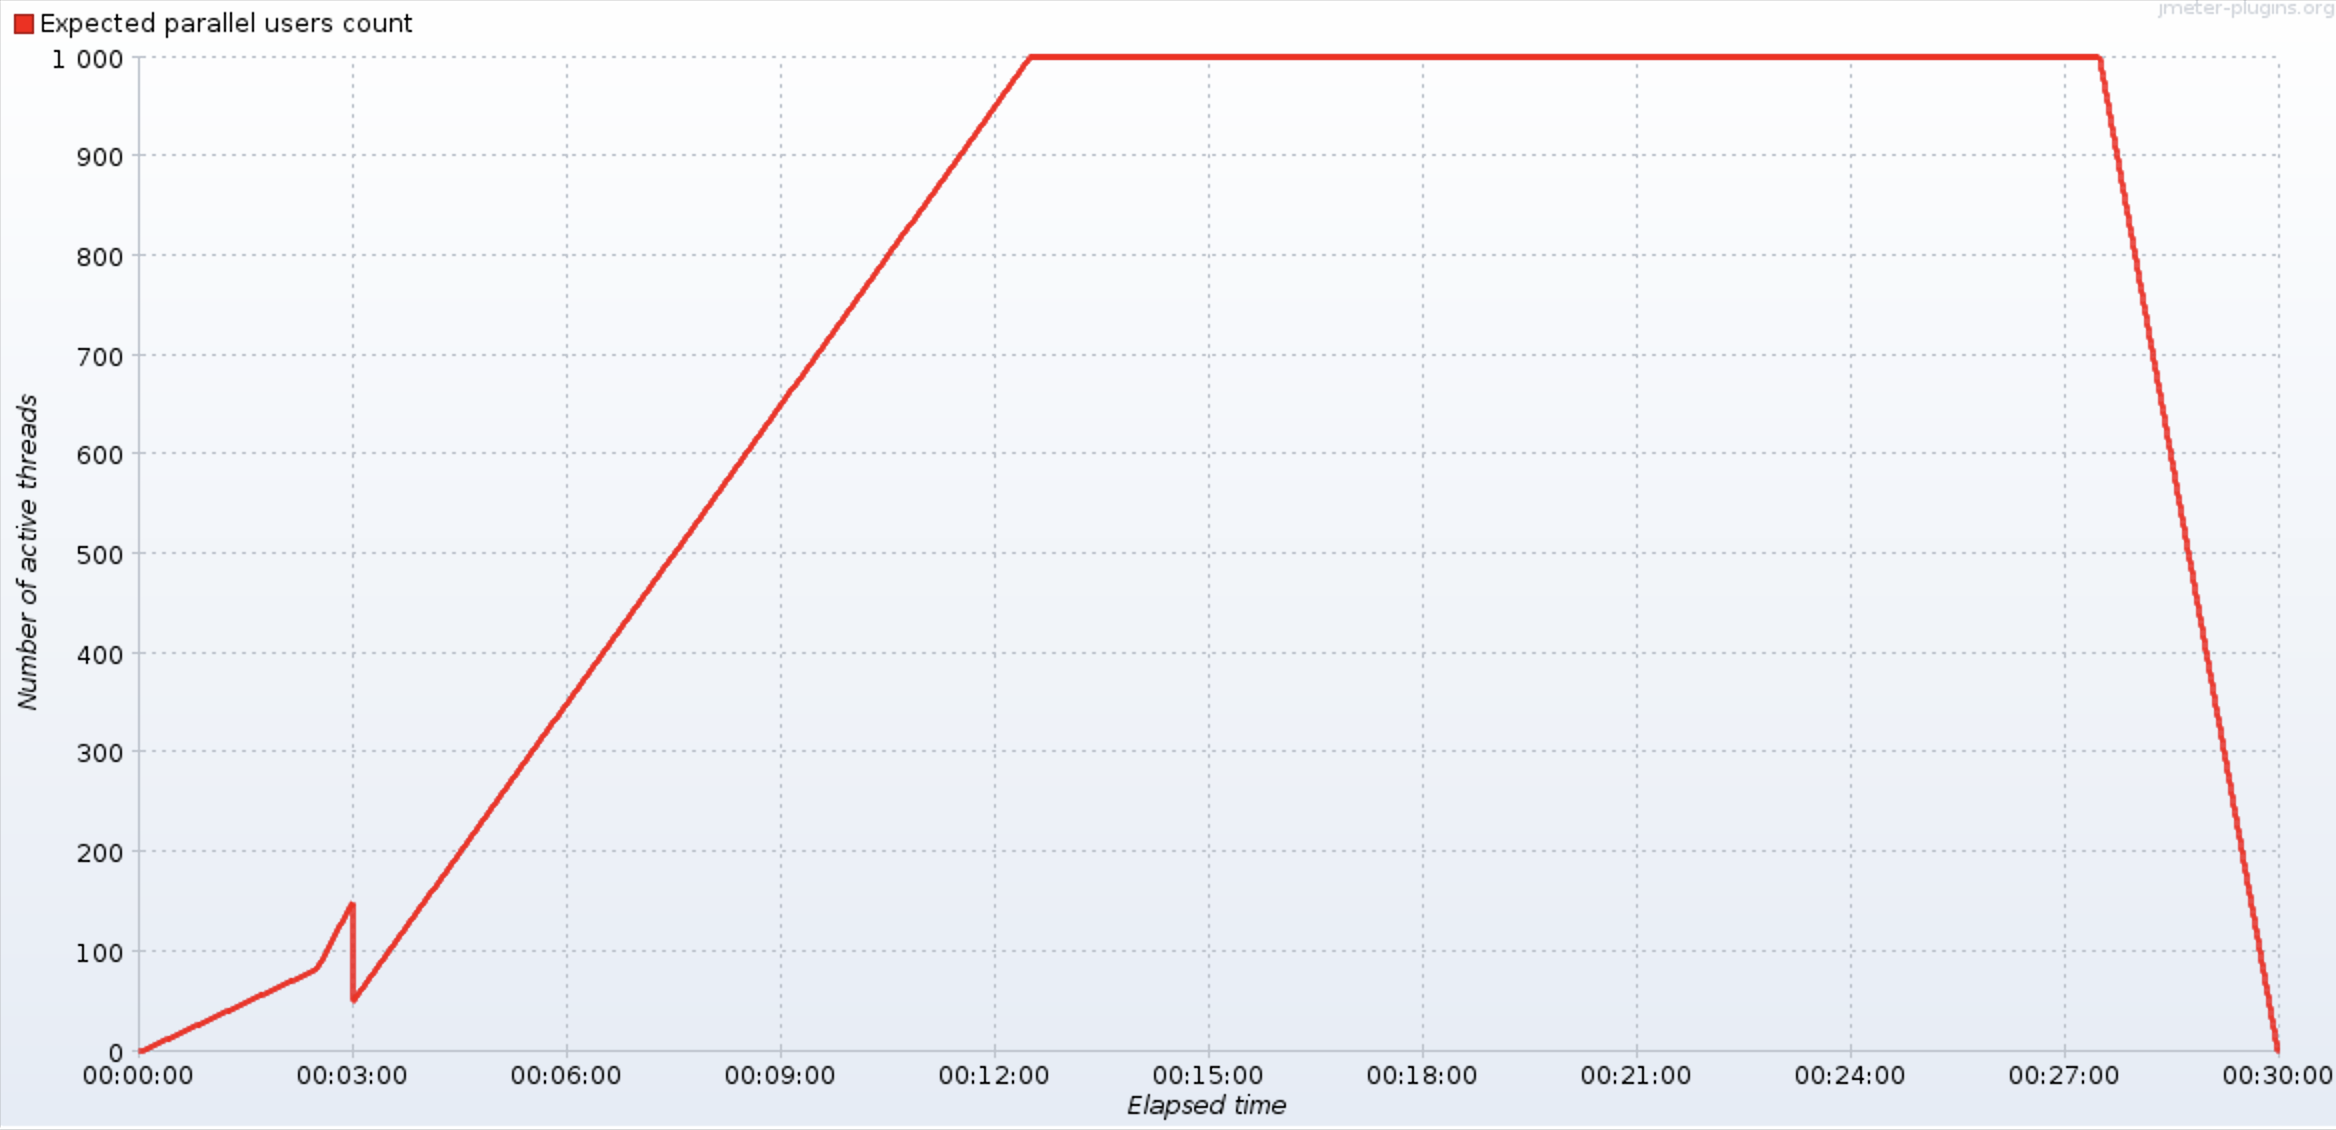 jmeter-plugins.org
Expected parallel users count
1 000
900
800
700
600
500
400
300
200
100
0
Number of active threads
00:00:00 00:03:00 00:06:00 00:09:00 00:12:00 00:15:00 00:18:00 00:21:00 00:24:00 00:27:00 00:30:00
Elapsed time